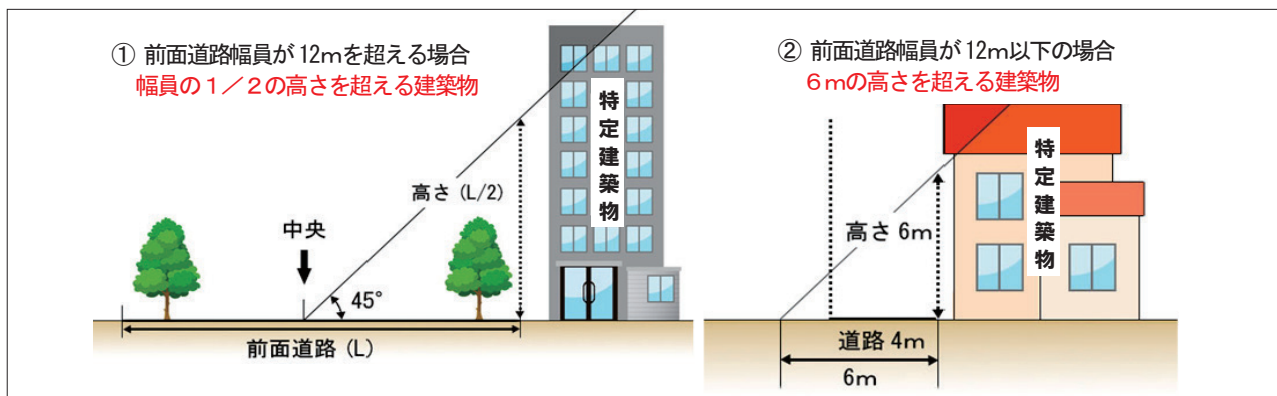 ① 前面道路幅員が12mを超える場合
幅員の1/2の高さを超える建築物
特定建築物
高さ (L/2)
中央
45°
前面道路 (L)
② 前面道路幅員が12m以下の場合
6mの高さを超える建築物
特定建築物
高さ 6m
道路 4m
6m